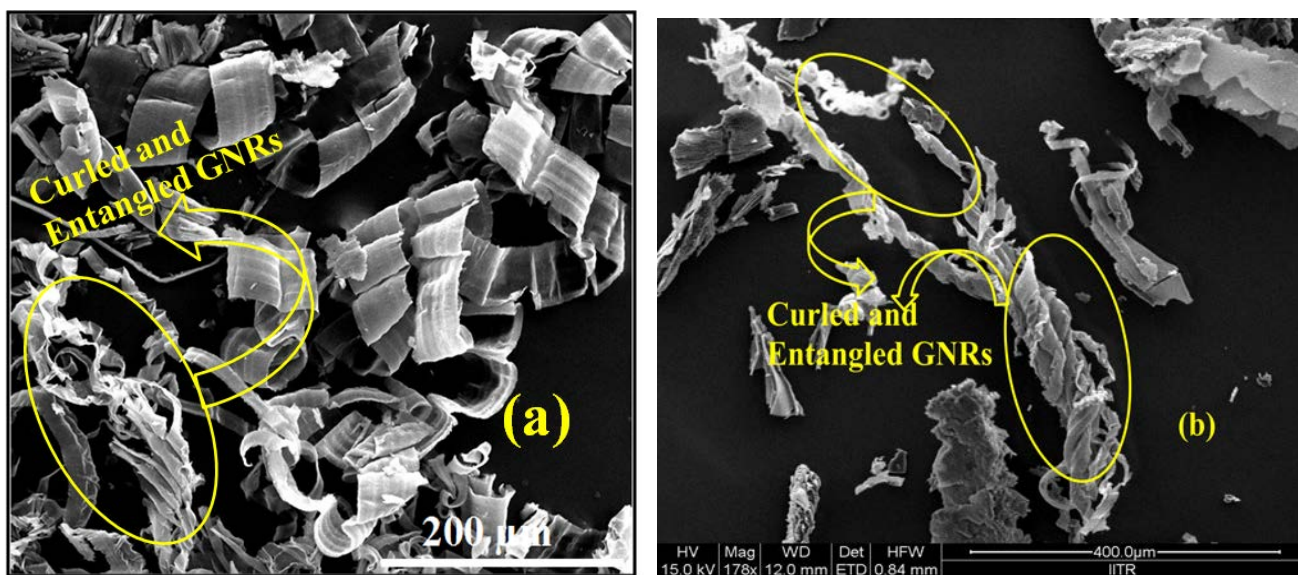 Curled and
Entangled GNRs
(a)
200 µm
Curled and
Entangled GNRs
(b)
HV Mag WD Det HFW 400.0µm
15.0 kV 178x 12.0 mm ETD 0.84 mm IITR